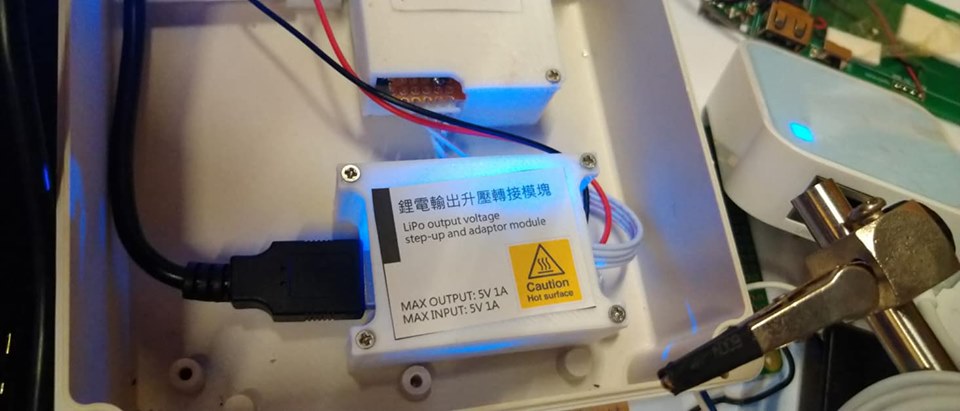 鋰電輸出升壓轉接模塊
LiPo output voltage
step-up and adaptor module
Caution
Hot surface
MAX OUTPUT: 5V 1A
MAX INPUT: 5V 1A